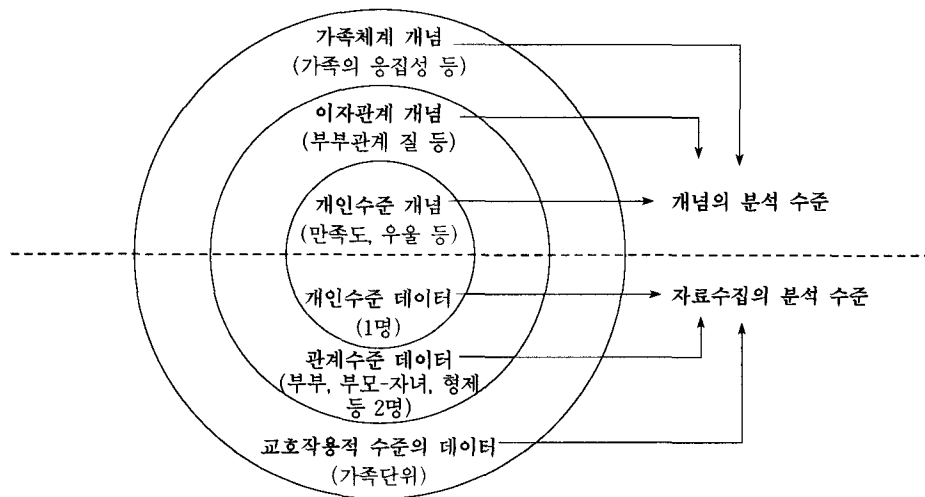 가족체계 개념
(가족의 응집성 등)
이자관계 개념
(부부관계 질 등)
개인수준 개념
(만족도, 우울 등)
개념의 분석 수준
개인수준 데이터
(1명)
자료수집의 분석 수준
관계수준 데이터
(부부, 부모-자녀, 형제
등 2명)
교호작용적 수준의 데이터
(가족단위)